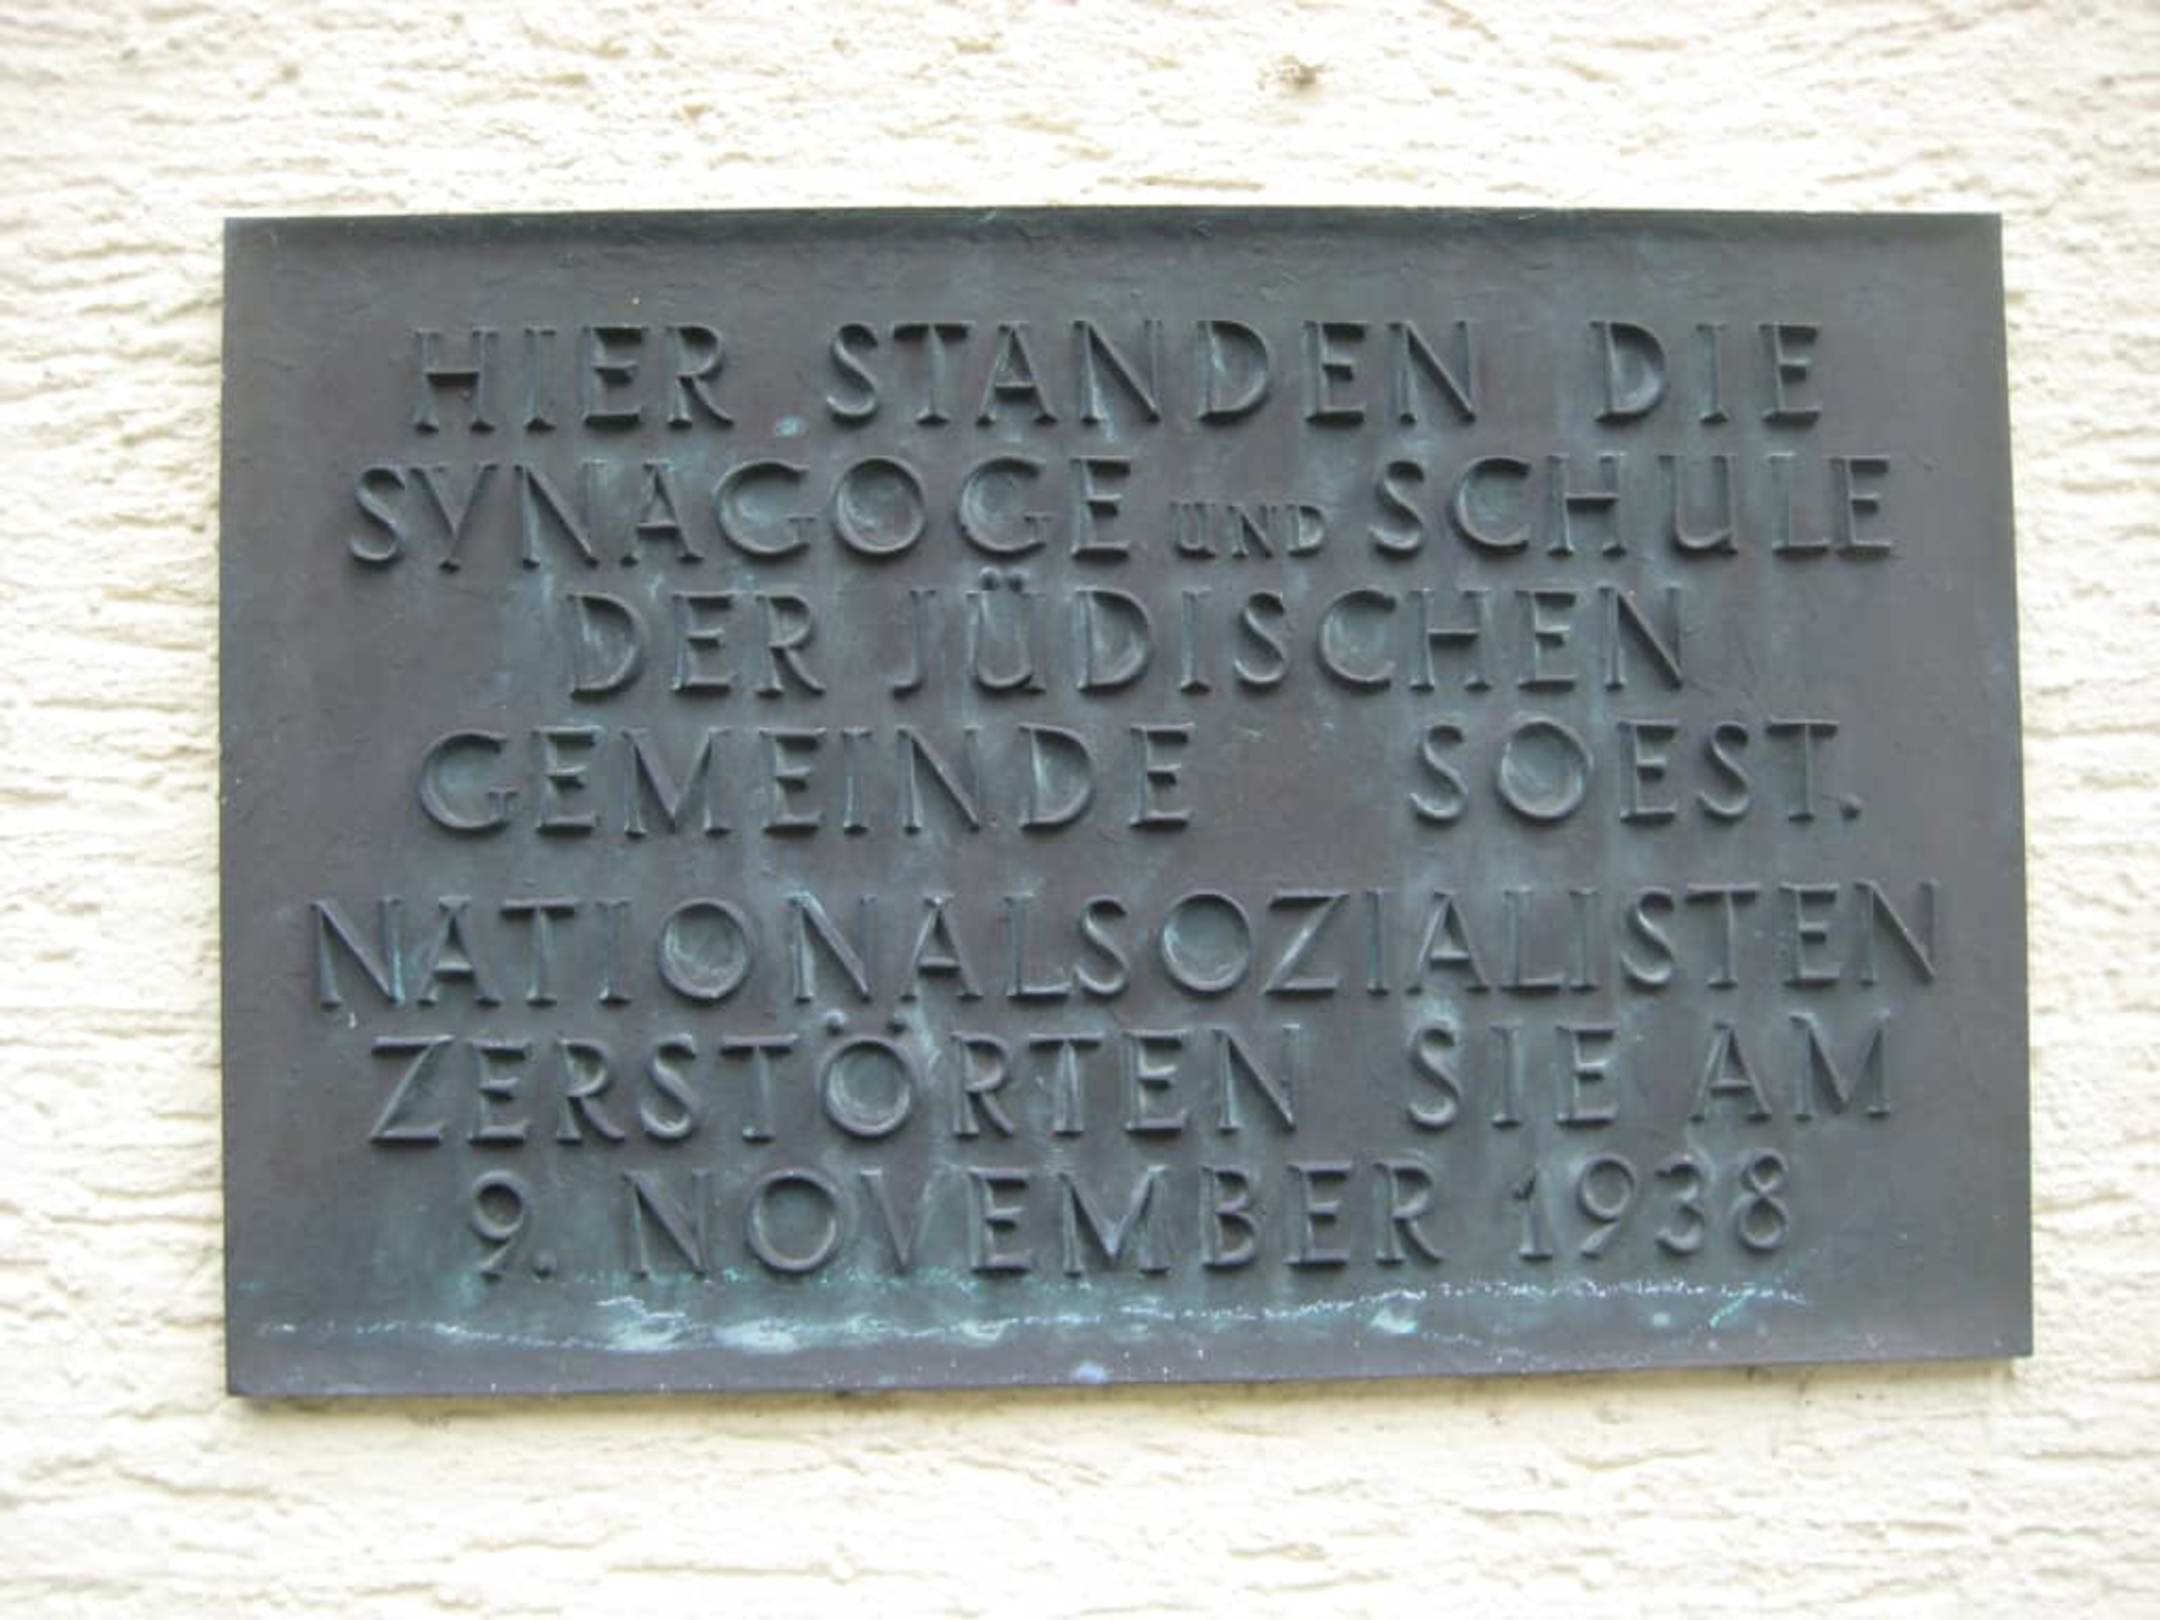 HIER STANDEN DIE
SYNAGOGE UND SCHULE
DER JÜDISCHEN
GEMEINDE SOEST.
NATIONALSOZIALISTEN
ZERSTÖRTEN SIE AM
9. NOVEMBER 1938